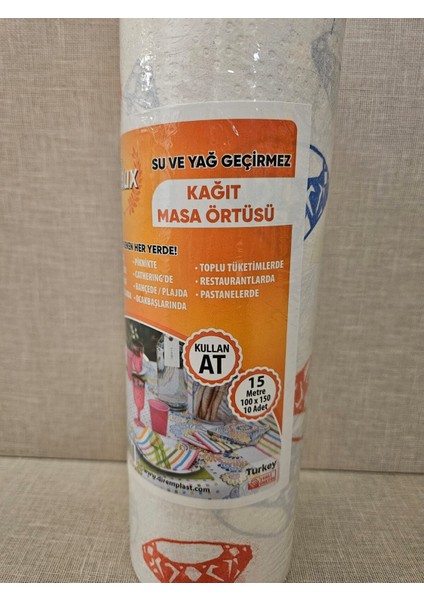 SU VE YAĞ GEÇİRMEZ
KAĞIT
MASA ÖRTÜSÜ
HER YERDE!
• PİKNİKTE
• CATHERİNG'DE
• BAHÇEDE / PLAJDA
• OCAKBAŞLARINDA
• TOPLU TÜKETİMLERDE
• RESTAURANTLARDA
• PASTANELERDE
KULLAN
AT
15
Metre
100 x 150
10 Adet
Turkey